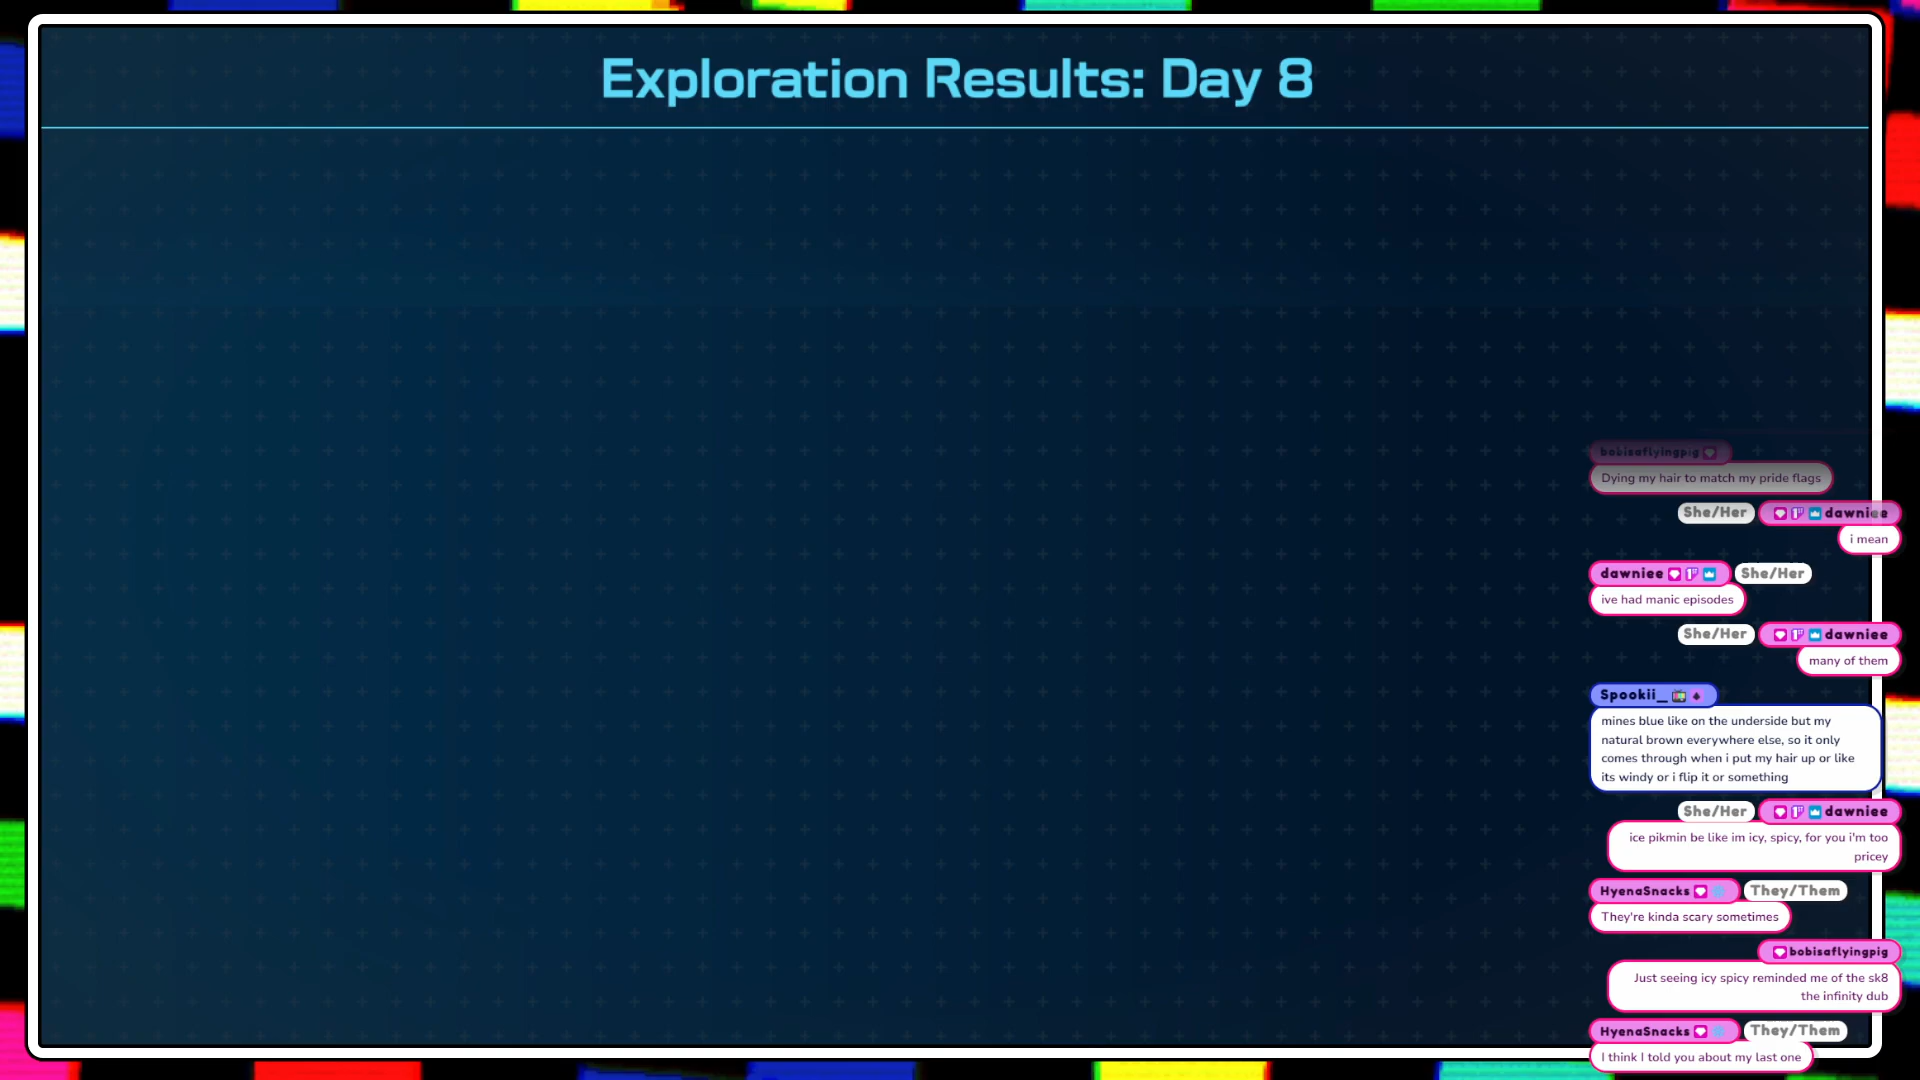 Exploration Results: Day 8
bobisaflyingpig
Dying my hair to match my pride flags
She/Her dawniee
i mean
dawniee She/Her
ive had manic episodes
She/Her dawniee
many of them
Spookii_
mines blue like on the underside but my
natural brown everywhere else, so it only
comes through when i put my hair up or like
its windy or i flip it or something
She/Her dawniee
ice pikmin be like im icy, spicy, for you i'm too
pricey
HyenaSnacks They/Them
They're kinda scary sometimes
bobisaflyingpig
Just seeing icy spicy reminded me of the sk8
the infinity dub
HyenaSnacks They/Them
I think I told you about my last one